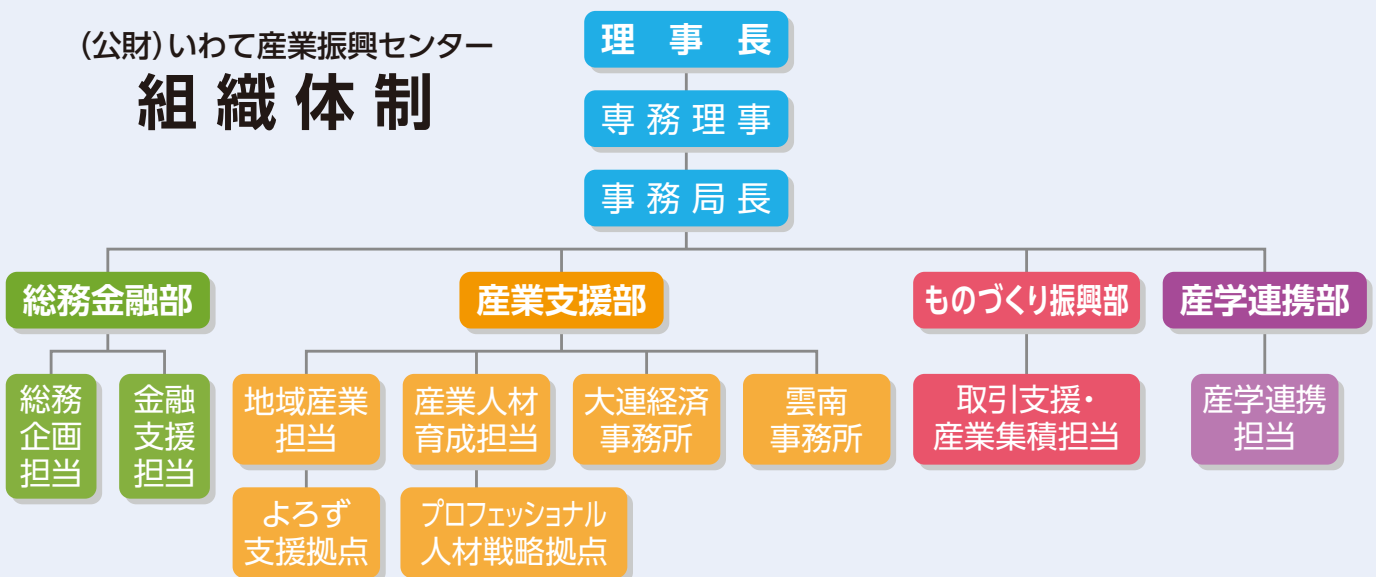 (公財)いわて産業振興センター
組織体制
理事長
専務理事
事務局長
総務金融部
産業支援部
ものづくり振興部
産学連携部
総務
企画
担当
金融
支援
担当
地域産業
担当
産業人材
育成担当
大連経済
事務所
雲南
事務所
取引支援・
産業集積担当
産学連携
担当
よろず
支援拠点
プロフェッショナル
人材戦略拠点